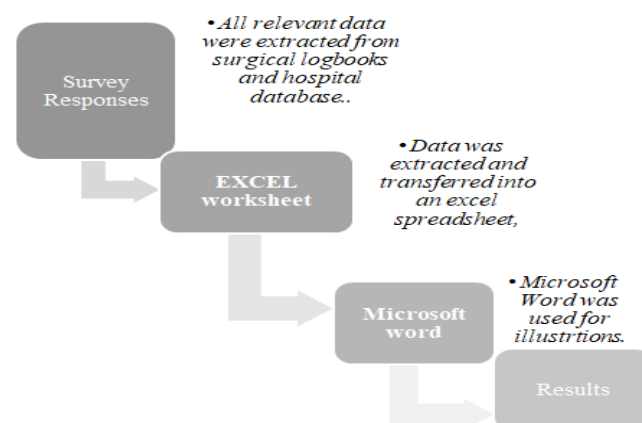 Survey
Responses
• All relevant data
were extracted from
surgical logbooks
and hospital
database..
EXCEL
worksheet
• Data was
extracted and
transferred into
an excel
spreadsheet,
Microsoft
word
• Microsoft
Word was
used for
illustrtions.
Results